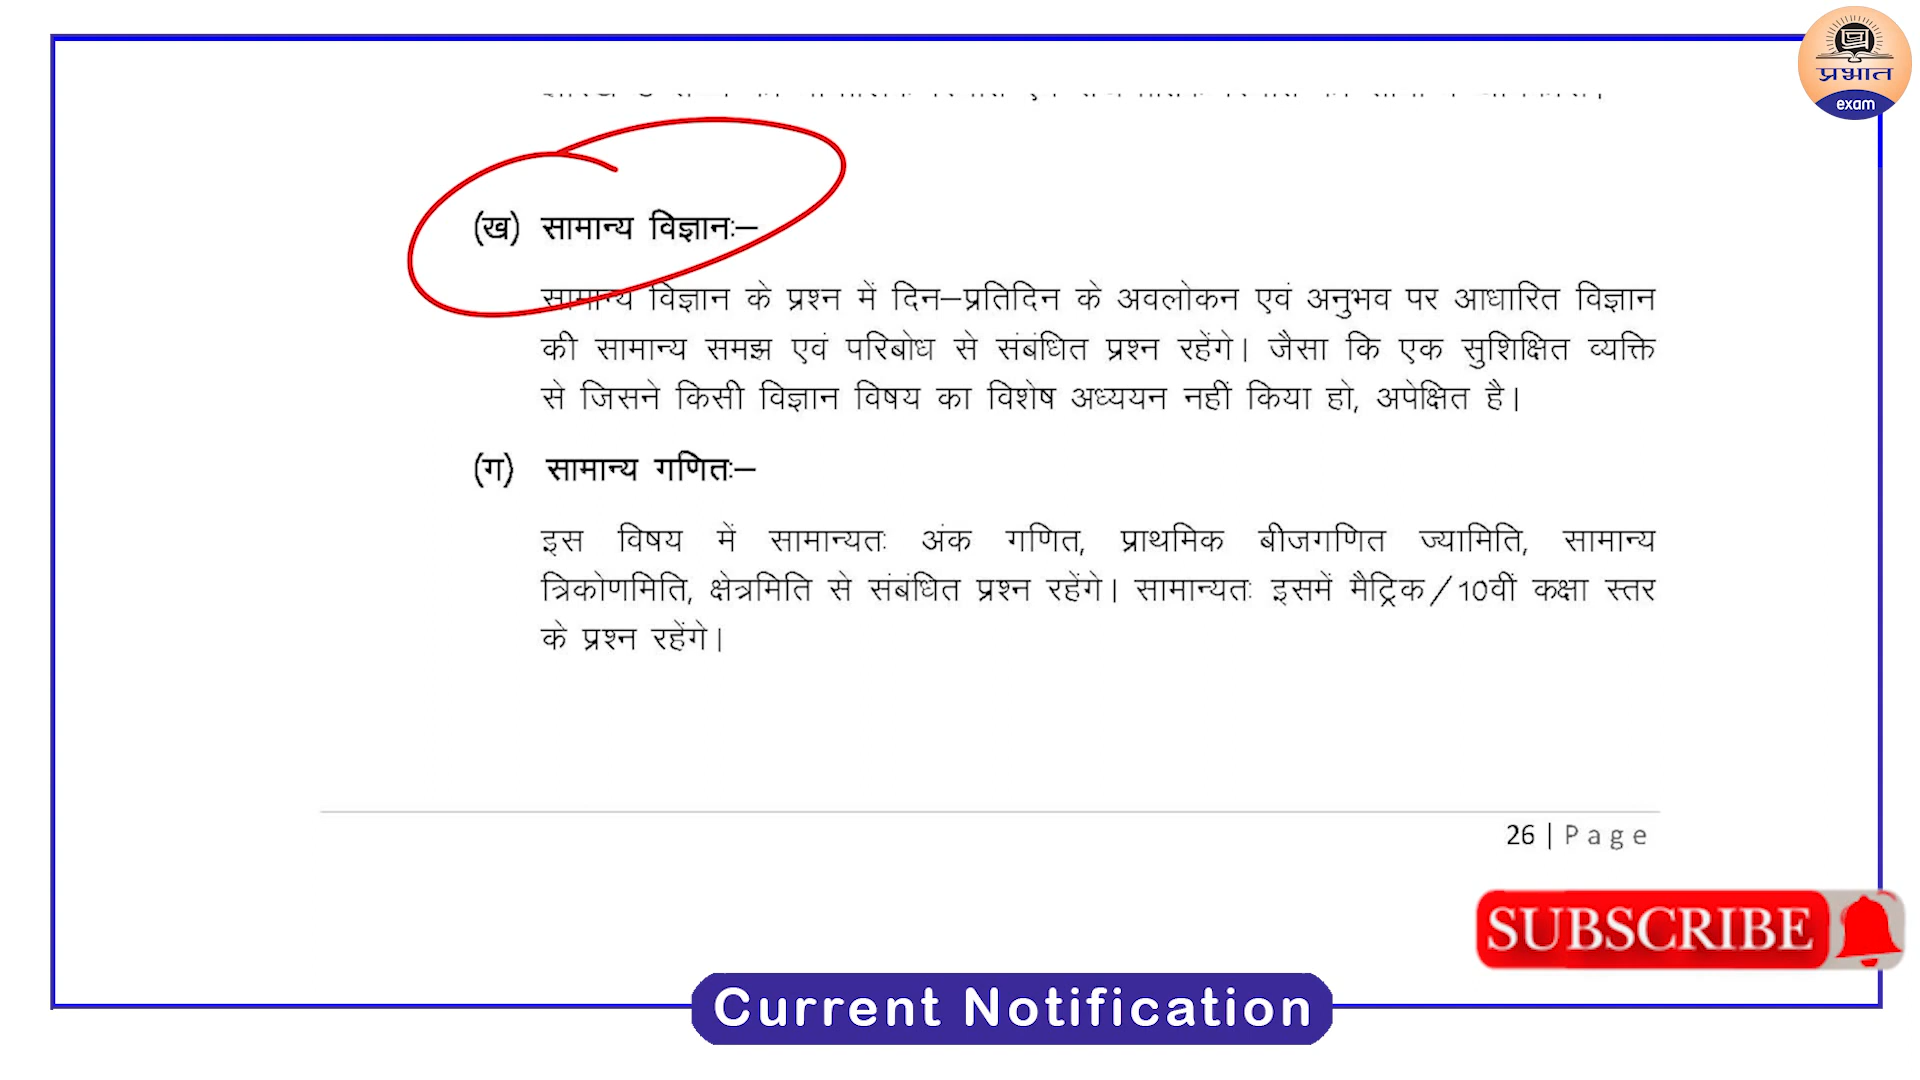 प्रभात
exam
(ख) सामान्य विज्ञानः–
सामान्य विज्ञान के प्रश्न में दिन–प्रतिदिन के अवलोकन एवं अनुभव पर आधारित विज्ञान
की सामान्य समझ एवं परिबोध से संबंधित प्रश्न रहेंगे। जैसा कि एक सुशिक्षित व्यक्ति
से जिसने किसी विज्ञान विषय का विशेष अध्ययन नहीं किया हो, अपेक्षित है।
(ग) सामान्य गणितः–
इस विषय में सामान्यतः अंक गणित, प्राथमिक बीजगणित ज्यामिति, सामान्य
त्रिकोणमिति, क्षेत्रमिति से संबंधित प्रश्न रहेंगे। सामान्यतः इसमें मैट्रिक/10वीं कक्षा स्तर
के प्रश्न रहेंगे।
26 | Page
SUBSCRIBE
Current Notification